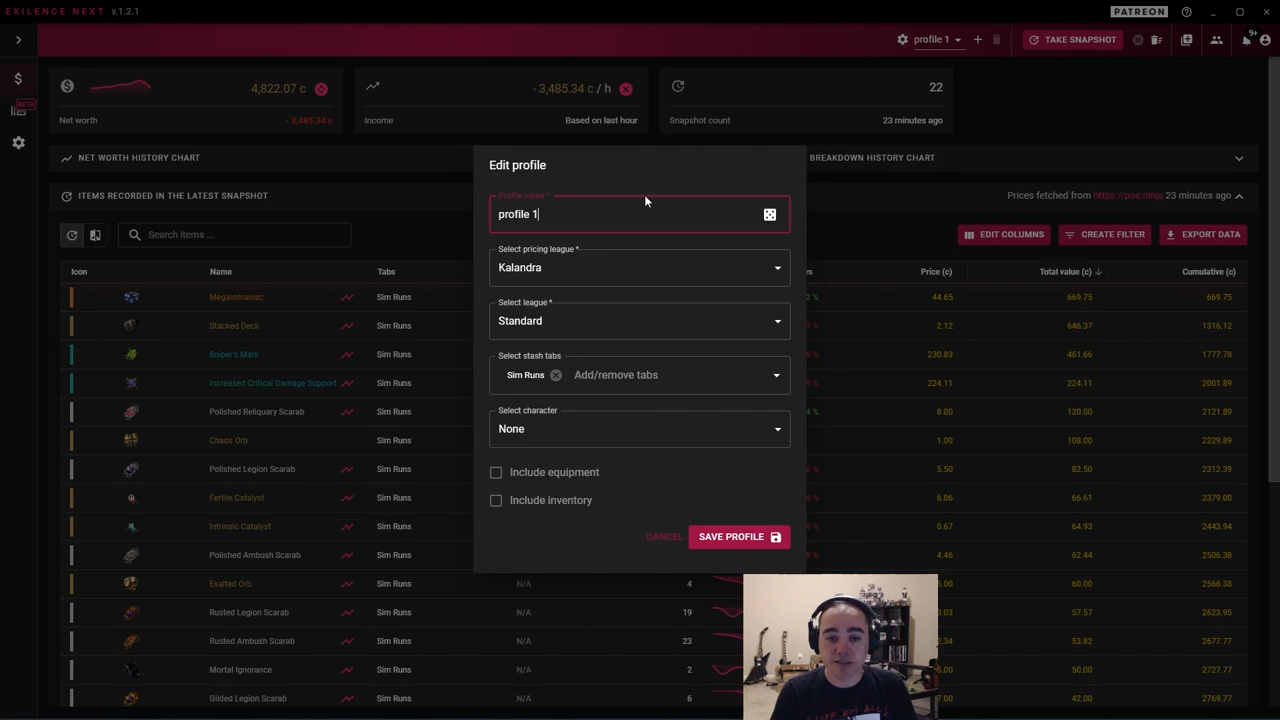 EXILENCE NEXT v.1.2.1
PATREON
profile 1
TAKE SNAPSHOT
9+
4,822.07 c
Net worth
- 3,485.34 c
- 3,485.34 c / h
Income
Based on last hour
22
Snapshot count
23 minutes ago
BETA
NET WORTH HISTORY CHART
BREAKDOWN HISTORY CHART
ITEMS RECORDED IN THE LATEST SNAPSHOT
Prices fetched from https://poe.ninja 23 minutes ago
Search items ...
EDIT COLUMNS
CREATE FILTER
EXPORT DATA
Icon Name Tabs Price (c) Total value (c) Cumulative (c)
Megalomaniac Sim Runs 44.65 669.75 669.75
Stacked Deck Sim Runs 2.12 646.37 1316.12
Sniper's Mark Sim Runs 230.83 461.66 1777.78
Increased Critical Damage Support Sim Runs 224.11 224.11 2001.89
Polished Reliquary Scarab Sim Runs 8.00 120.00 2121.89
Chaos Orb Sim Runs 1.00 108.00 2229.89
Polished Legion Scarab Sim Runs 5.50 82.50 2312.39
Fertile Catalyst Sim Runs 6.06 66.61 2379.00
Intrinsic Catalyst Sim Runs 0.67 64.93 2443.94
Polished Ambush Scarab Sim Runs 4.46 62.44 2506.38
Exalted Orb Sim Runs N/A 4 5.00 60.00 2566.38
Rusted Legion Scarab Sim Runs N/A 19 3.03 57.57 2623.95
Rusted Ambush Scarab Sim Runs N/A 23 2.34 53.82 2677.77
Mortal Ignorance Sim Runs N/A 2 5.00 50.00 2727.77
Gilded Legion Scarab Sim Runs N/A 6 7.00 42.00 2769.77
Edit profile
Profile name *
profile 1
Select pricing league *
Kalandra
Select league *
Standard
Select stash tabs
Sim Runs Add/remove tabs
Select character
None
Include equipment
Include inventory
CANCEL
SAVE PROFILE